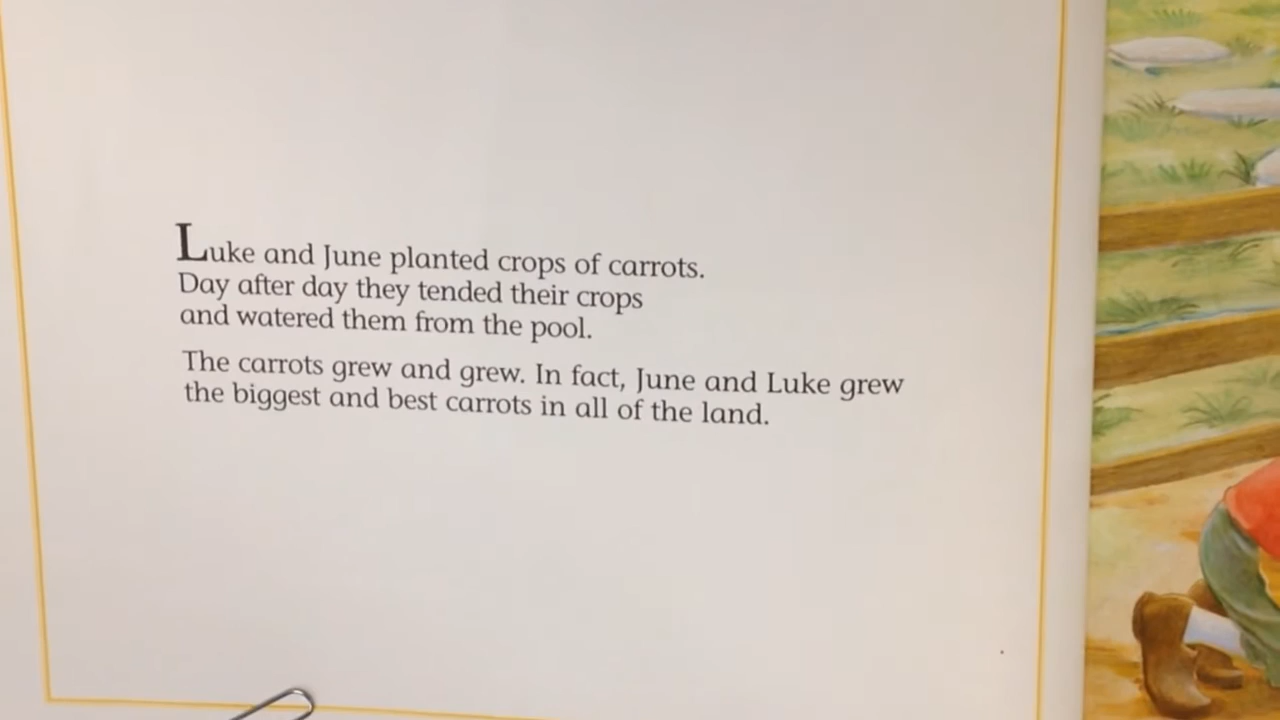 Luke and June planted crops of carrots.
Day after day they tended their crops
and watered them from the pool.
The carrots grew and grew. In fact, June and Luke grew
the biggest and best carrots in all of the land.